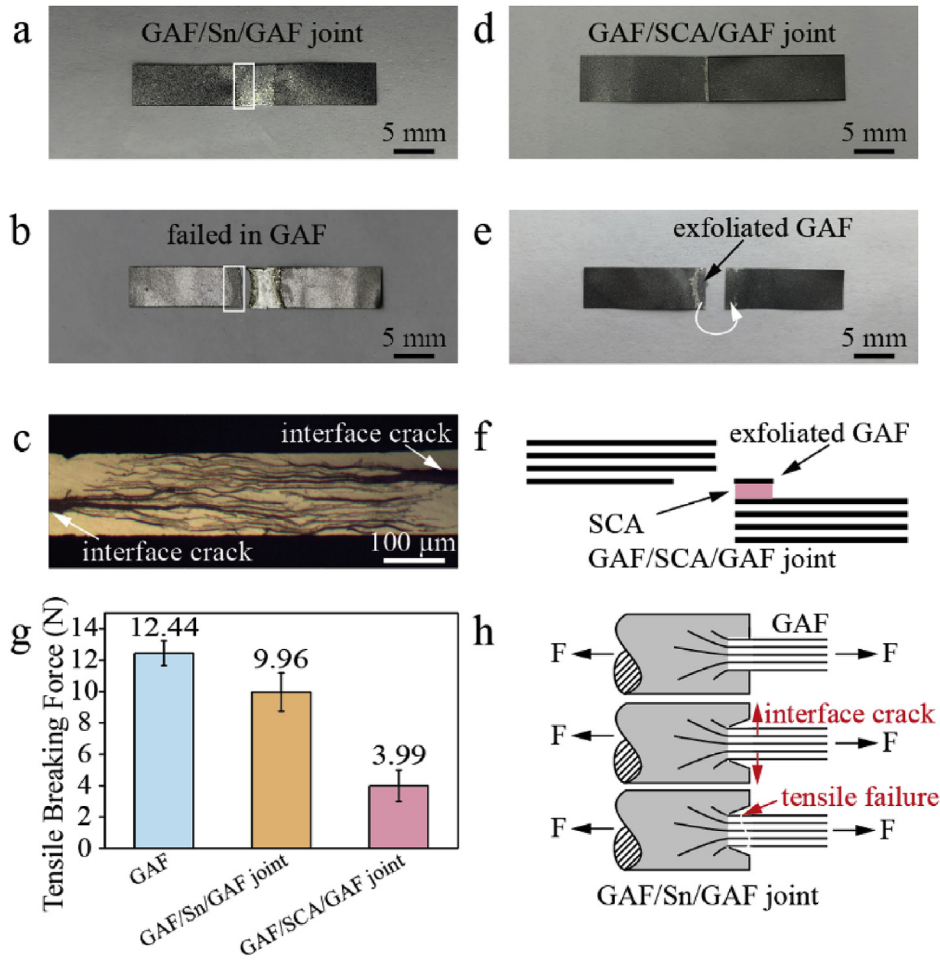 a
GAF/Sn/GAF joint
5 mm
b
failed in GAF
5 mm
c
interface crack
interface crack
100 μm
d
GAF/SCA/GAF joint
5 mm
e
exfoliated GAF
5 mm
f
exfoliated GAF
SCA
GAF/SCA/GAF joint
g
Tensile Breaking Force (N)
14
12
10
8
6
4
2
0
12.44
9.96
3.99
GAF
GAF/Sn/GAF joint
GAF/SCA/GAF joint
h
GAF
F
F
interface crack
F
F
tensile failure
F
F
GAF/Sn/GAF joint